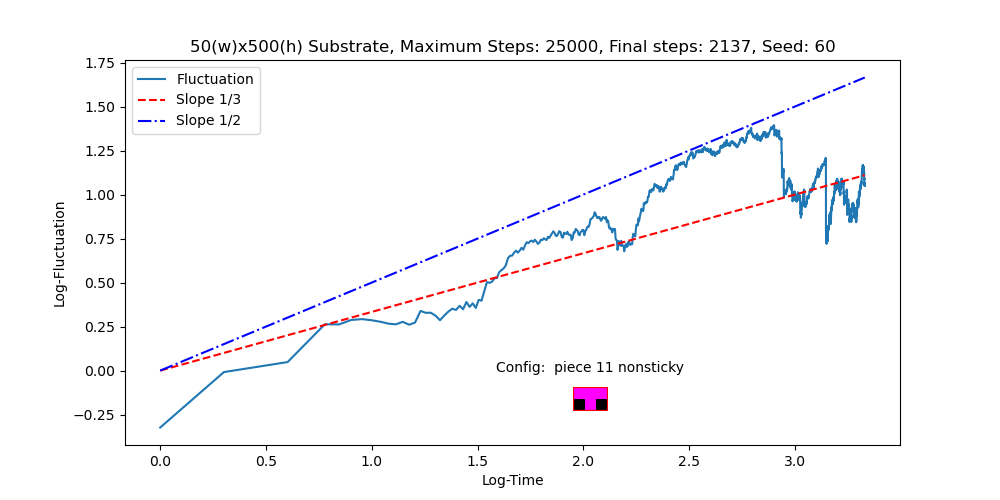 50(w)x500(h) Substrate, Maximum Steps: 25000, Final steps: 2137, Seed: 60
1.75
1.50
1.25
1.00
0.75
0.50
0.25
0.00
−0.25
Log-Fluctuation
Fluctuation
Slope 1/3
Slope 1/2
Config:  piece 11 nonsticky
0.0 0.5 1.0 1.5 2.0 2.5 3.0
Log-Time